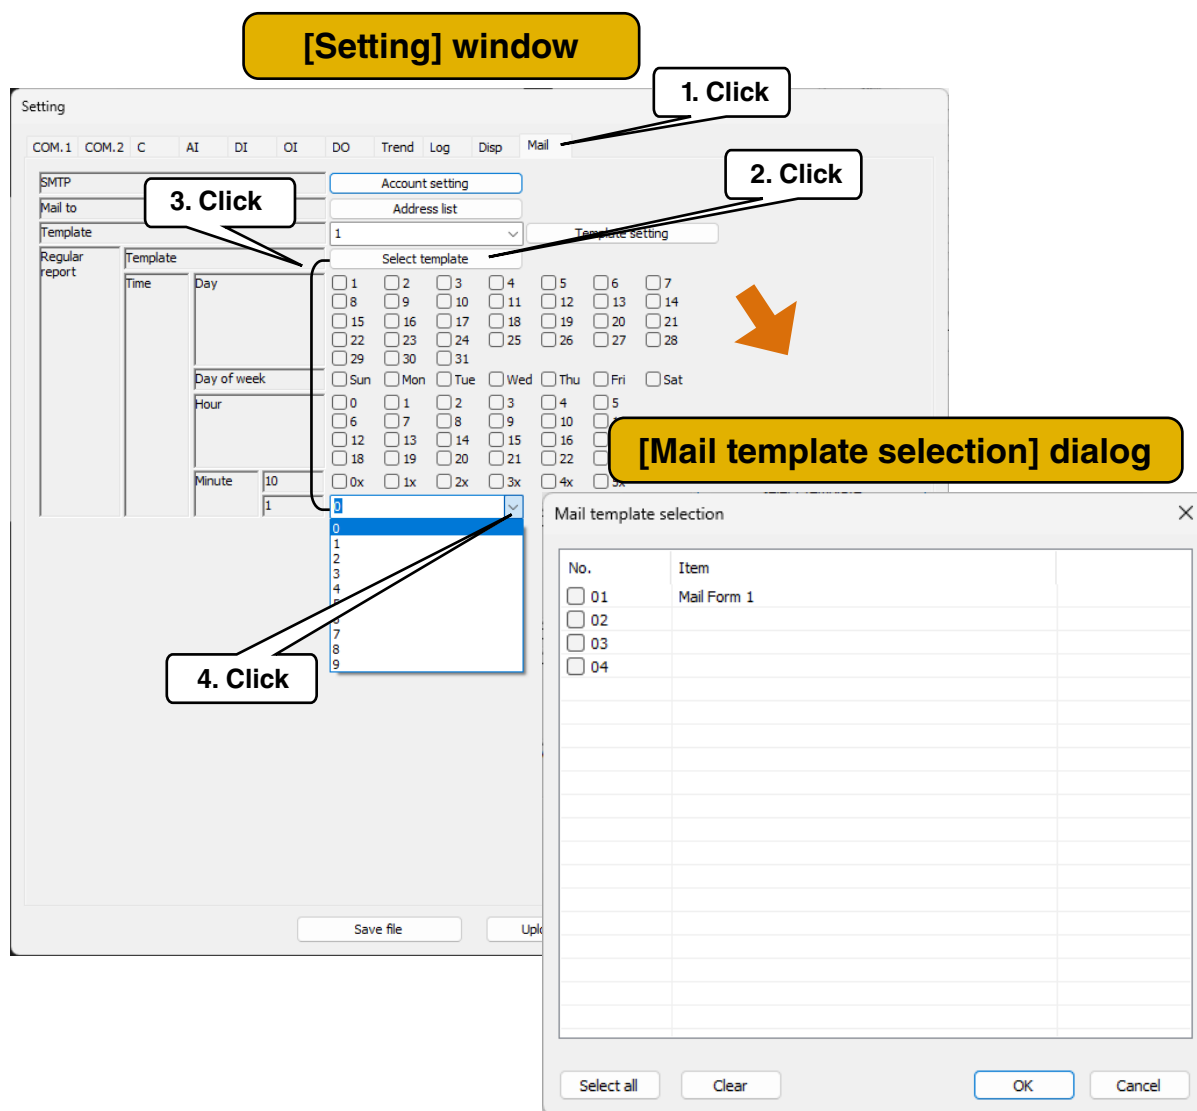 [Setting] window
1. Click
Setting
COM.1 COM.2 C AI DI OI DO Trend Log Disp Mail
2. Click
SMTP Account setting
3. Click
Mail to Address list
Template 1 Template setting
Regular report Template Select template
Time Day 1 2 3 4 5 6 7
8 9 10 11 12 13 14
15 16 17 18 19 20 21
22 23 24 25 26 27 28
29 30 31
Day of week Sun Mon Tue Wed Thu Fri Sat
Hour 0 1 2 3 4 5
6 7 8 9 10
12 13 14 15 16
18 19 20 21 22
Minute 10 0x 1x 2x 3x 4x 5x
1 0
0
1
2
3
4
5
6
7
8
9
4. Click
Save file
[Mail template selection] dialog
Mail template selection
No. Item
01 Mail Form 1
02
03
04
Select all Clear OK Cancel